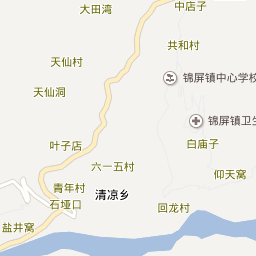 大田湾
中店子
共和村
天仙村
锦屏镇中心学校
天仙洞
锦屏镇卫生
叶子店
白庙子
六一五村
仰天窝
青年村
清凉乡
石垭口
回龙村
盐井窝